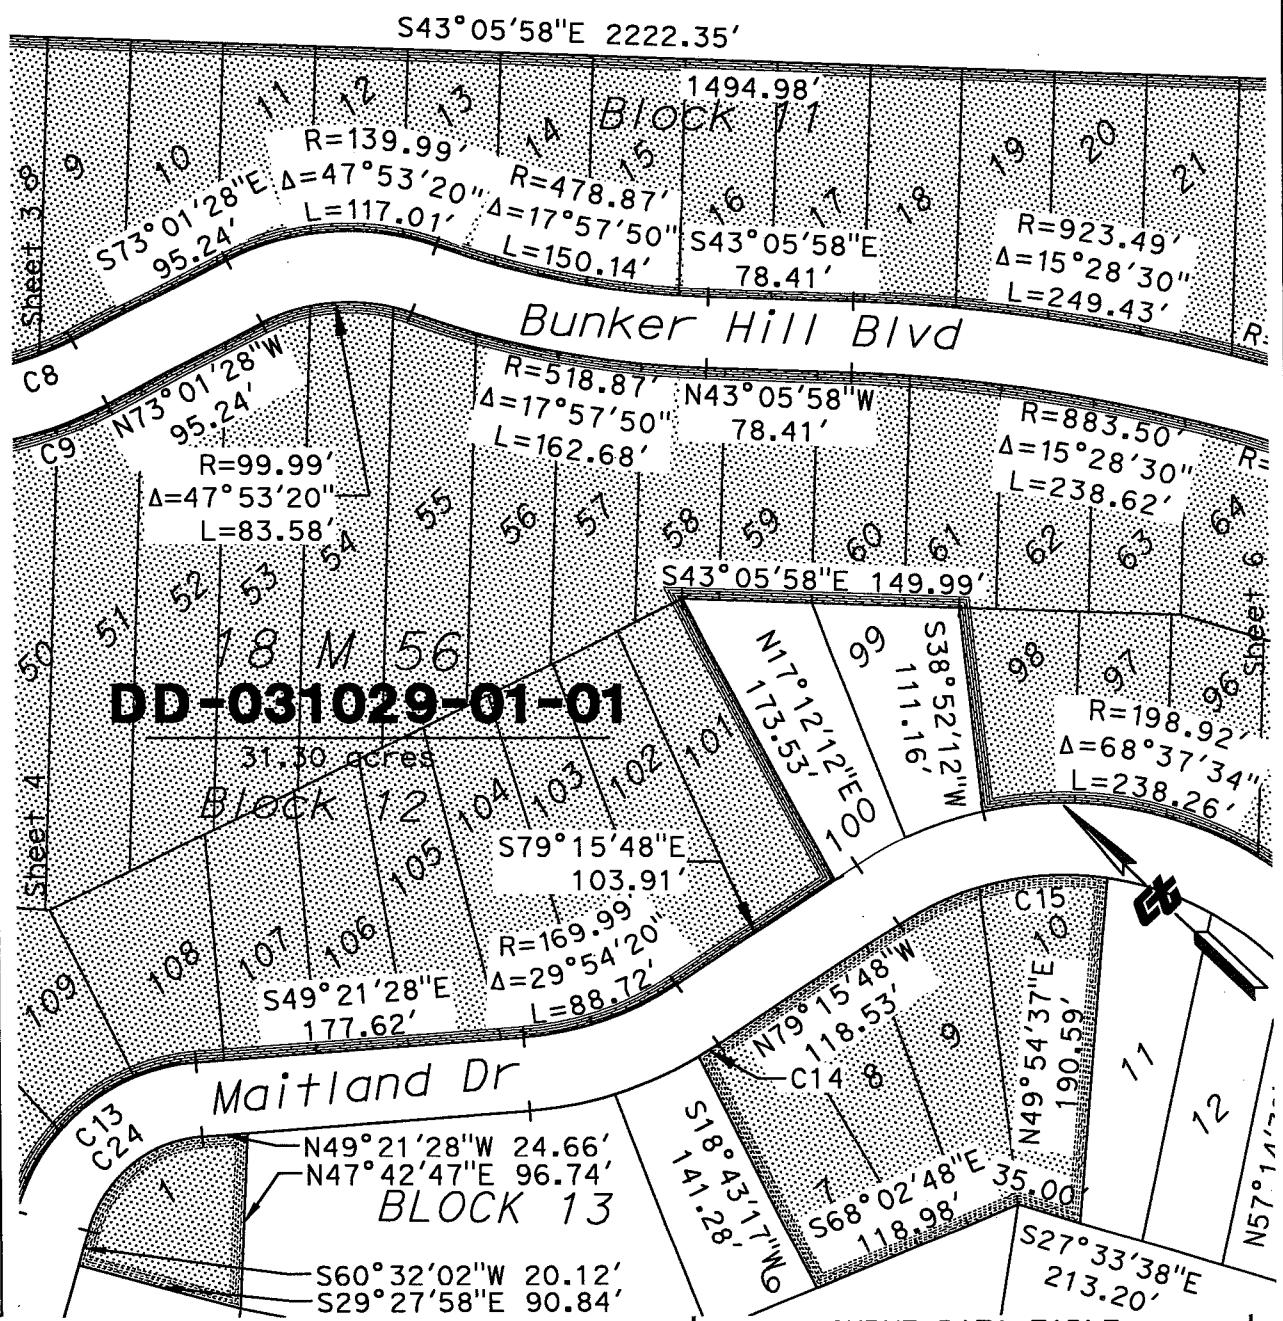 S43°05'58"E 2222.35'
1494.98'
Block 11
Sheet 3
8
9
10
11
12
13
14
15
16
17
18
19
20
21
S73°01'28"E
95.24'
R=139.99'
Δ=47°53'20"
L=117.01'
R=478.87'
Δ=17°57'50"
L=150.14'
S43°05'58"E
78.41'
R=923.49'
Δ=15°28'30"
L=249.43'
R=
Bunker Hill Blvd
C8
C9
N73°01'28"W
95.24'
R=99.99'
Δ=47°53'20"
L=83.58'
R=518.87'
Δ=17°57'50"
L=162.68'
N43°05'58"W
78.41'
R=883.50'
Δ=15°28'30"
L=238.62'
R=
50
51
52
53
54
55
56
57
58
59
60
61
62
63
64
Sheet 6
S43°05'58"E 149.99'
18 M 56
DD-031029-01-01
31.30 acres
Block 12
Sheet 4
N17°12'12"E
173.53'
S38°52'12"W
111.16'
96
97
98
99
100
101
102
103
104
105
106
107
108
109
R=198.92'
Δ=68°37'34"
L=238.26'
S79°15'48"E
103.91'
R=169.99'
Δ=29°54'20"
L=88.72'
S49°21'28"E
177.62'
ct
Maitland Dr
C13
C24
N79°15'48"W
118.53'
C14
C15
N49°54'37"E
190.59'
1
6
7
8
9
10
11
12
N49°21'28"W 24.66'
N47°42'47"E 96.74'
BLOCK 13
S60°32'02"W 20.12'
S29°27'58"E 90.84'
S18°43'17"W
141.28'
S68°02'48"E
118.98'
35.00'
S27°33'38"E
213.20'